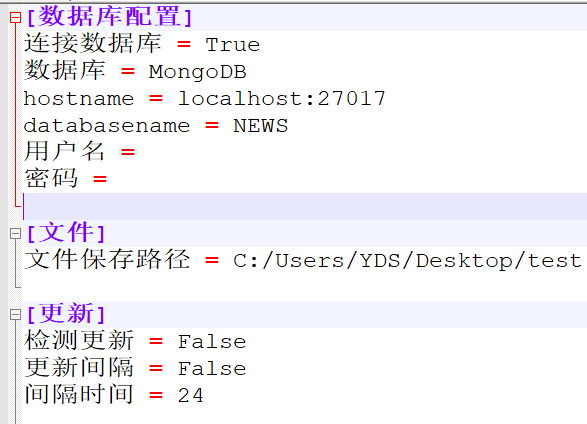 [数据库配置]
连接数据库 = True
数据库 = MongoDB
hostname = localhost:27017
databasename = NEWS
用户名 =
密码 =
[文件]
文件保存路径 = C:/Users/YDS/Desktop/test
[更新]
检测更新 = False
更新间隔 = False
间隔时间 = 24